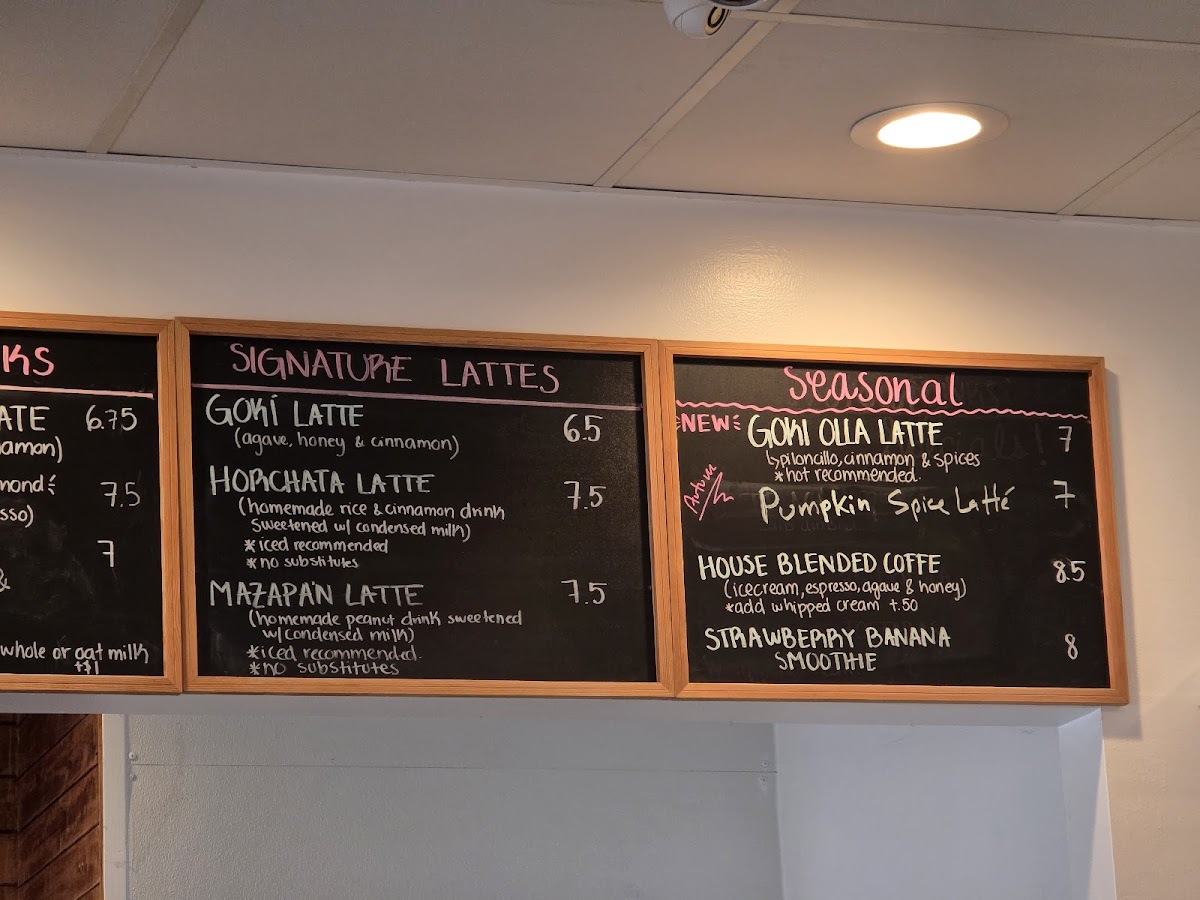 KS
ATE 6.75
amon)
mond
sso) 7.5
7
&
whole or oat milk
+$1
SIGNATURE LATTES
GOKÍ LATTE 6.5
(agave, honey & cinnamon)
HORCHATA LATTE 7.5
(homemade rice & cinnamon drink
sweetened w/ condensed milk)
*iced recommended
*no substitutes
MAZAPÁN LATTE 7.5
(homemade peanut drink sweetened
w/condensed milk)
*iced recommended.
*no substitutes
Seasonal
NEW GOKI OLLA LATTE 7
↳piloncillo, cinnamon & spices
*hot recommended.
Autumn Pumpkin Spice Latté 7
HOUSE BLENDED COFFE 8.5
(icecream, espresso, agave & honey)
*add whipped cream +.50
STRAWBERRY BANANA 8
SMOOTHIE